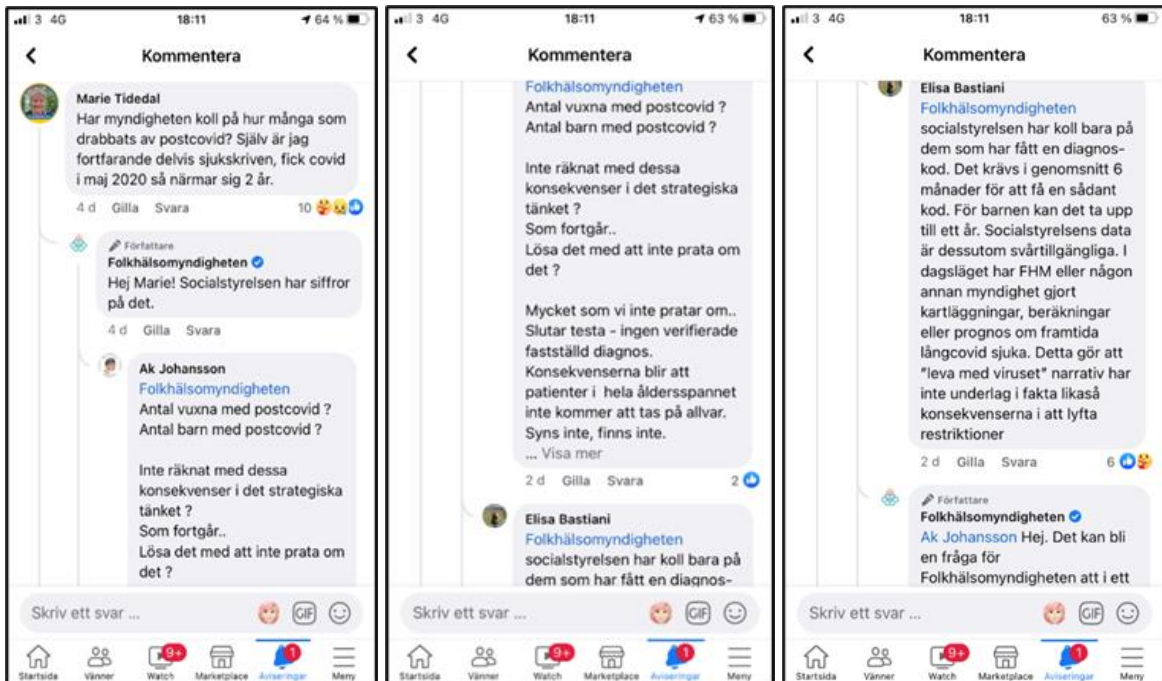 3 4G 18:11 64 %
Kommentera
Marie Tidedal
Har myndigheten koll på hur många som
drabbats av postcovid? Själv är jag
fortfarande delvis sjukskriven, fick covid
i maj 2020 så närmar sig 2 år.
4 d Gilla Svara 10
Författare
Folkhälsomyndigheten
Hej Marie! Socialstyrelsen har siffror
på det.
4 d Gilla Svara
Ak Johansson
Folkhälsomyndigheten
Antal vuxna med postcovid ?
Antal barn med postcovid ?
Inte räknat med dessa
konsekvenser i det strategiska
tänket ?
Som fortgår..
Lösa det med att inte prata om
det ?
Skriv ett svar ... GIF
9+ 1
Startsida Vänner Watch Marketplace Aviseringar Meny
3 4G 18:11 63 %
Kommentera
Folkhälsomyndigheten
Antal vuxna med postcovid ?
Antal barn med postcovid ?
Inte räknat med dessa
konsekvenser i det strategiska
tänket ?
Som fortgår..
Lösa det med att inte prata om
det ?
Mycket som vi inte pratar om..
Slutar testa - ingen verifierade
fastställd diagnos.
Konsekvenserna blir att
patienter i hela åldersspannet
inte kommer att tas på allvar.
Syns inte, finns inte.
... Visa mer
2 d Gilla Svara 2
Elisa Bastiani
Folkhälsomyndigheten
socialstyrelsen har koll bara på
dem som har fått en diagnos-
Skriv ett svar ... GIF
9+ 1
Startsida Vänner Watch Marketplace Aviseringar Meny
3 4G 18:11 63 %
Kommentera
Elisa Bastiani
Folkhälsomyndigheten
socialstyrelsen har koll bara på
dem som har fått en diagnos-
kod. Det krävs i genomsnitt 6
månader för att få en sådant
kod. För barnen kan det ta upp
till ett år. Socialstyrelsens data
är dessutom svårtillgängliga. I
dagsläget har FHM eller någon
annan myndighet gjort
kartläggningar, beräkningar
eller prognos om framtida
långcovid sjuka. Detta gör att
"leva med viruset" narrativ har
inte underlag i fakta likaså
konsekvenserna i att lyfta
restriktioner
2 d Gilla Svara 6
Författare
Folkhälsomyndigheten
Ak Johansson Hej. Det kan bli
en fråga för
Folkhälsomyndigheten att i ett
Skriv ett svar ... GIF
9+ 1
Startsida Vänner Watch Marketplace Aviseringar Meny